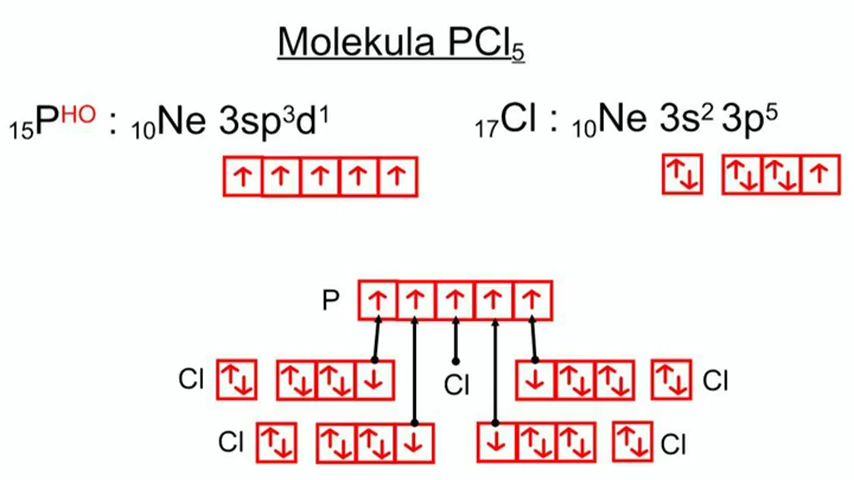 Molekula PCl₅
₁₅Pᴴᴼ : ₁₀Ne 3sp³d¹
₁₇Cl : ₁₀Ne 3s² 3p⁵
↑ ↑ ↑ ↑ ↑
↑↓ ↑↓ ↑↓ ↑
P ↑ ↑ ↑ ↑ ↑
Cl ↑↓ ↑↓ ↑↓ ↓ Cl ↓ ↑↓ ↑↓ ↑↓ Cl
Cl ↑↓ ↑↓ ↑↓ ↓ ↓ ↑↓ ↑↓ ↑↓ Cl